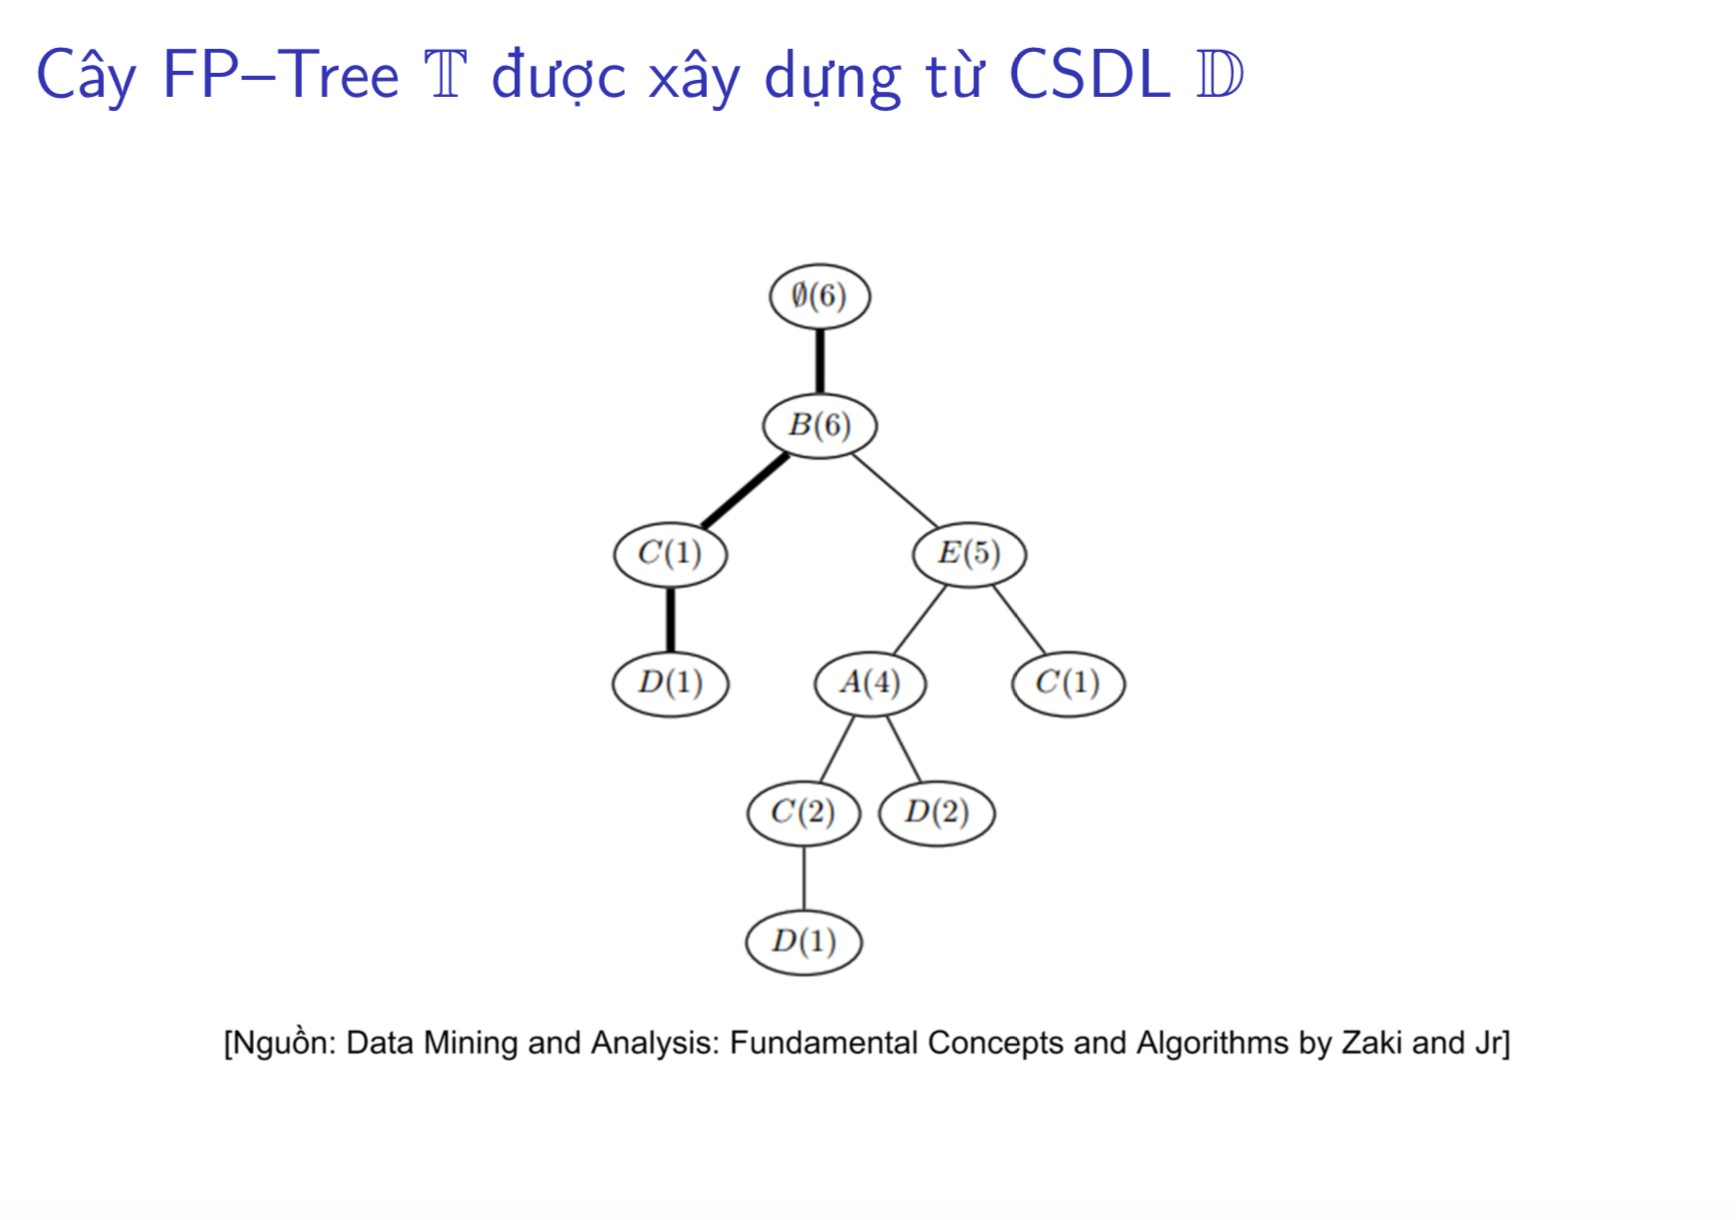 Cây FP–Tree 𝕋 được xây dựng từ CSDL 𝔻
∅(6)
B(6)
C(1)
E(5)
D(1)
A(4)
C(1)
C(2)
D(2)
D(1)
[Nguồn: Data Mining and Analysis: Fundamental Concepts and Algorithms by Zaki and Jr]